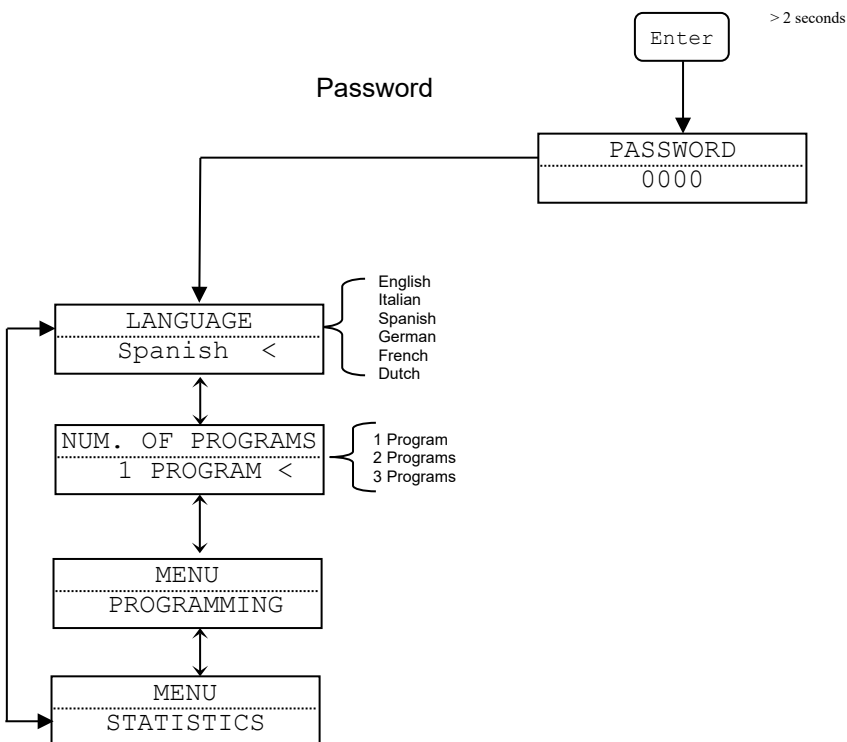 > 2 seconds
Enter
Password
PASSWORD
0000
LANGUAGE
Spanish <
English
Italian
Spanish
German
French
Dutch
NUM. OF PROGRAMS
1 PROGRAM <
1 Program
2 Programs
3 Programs
MENU
PROGRAMMING
MENU
STATISTICS